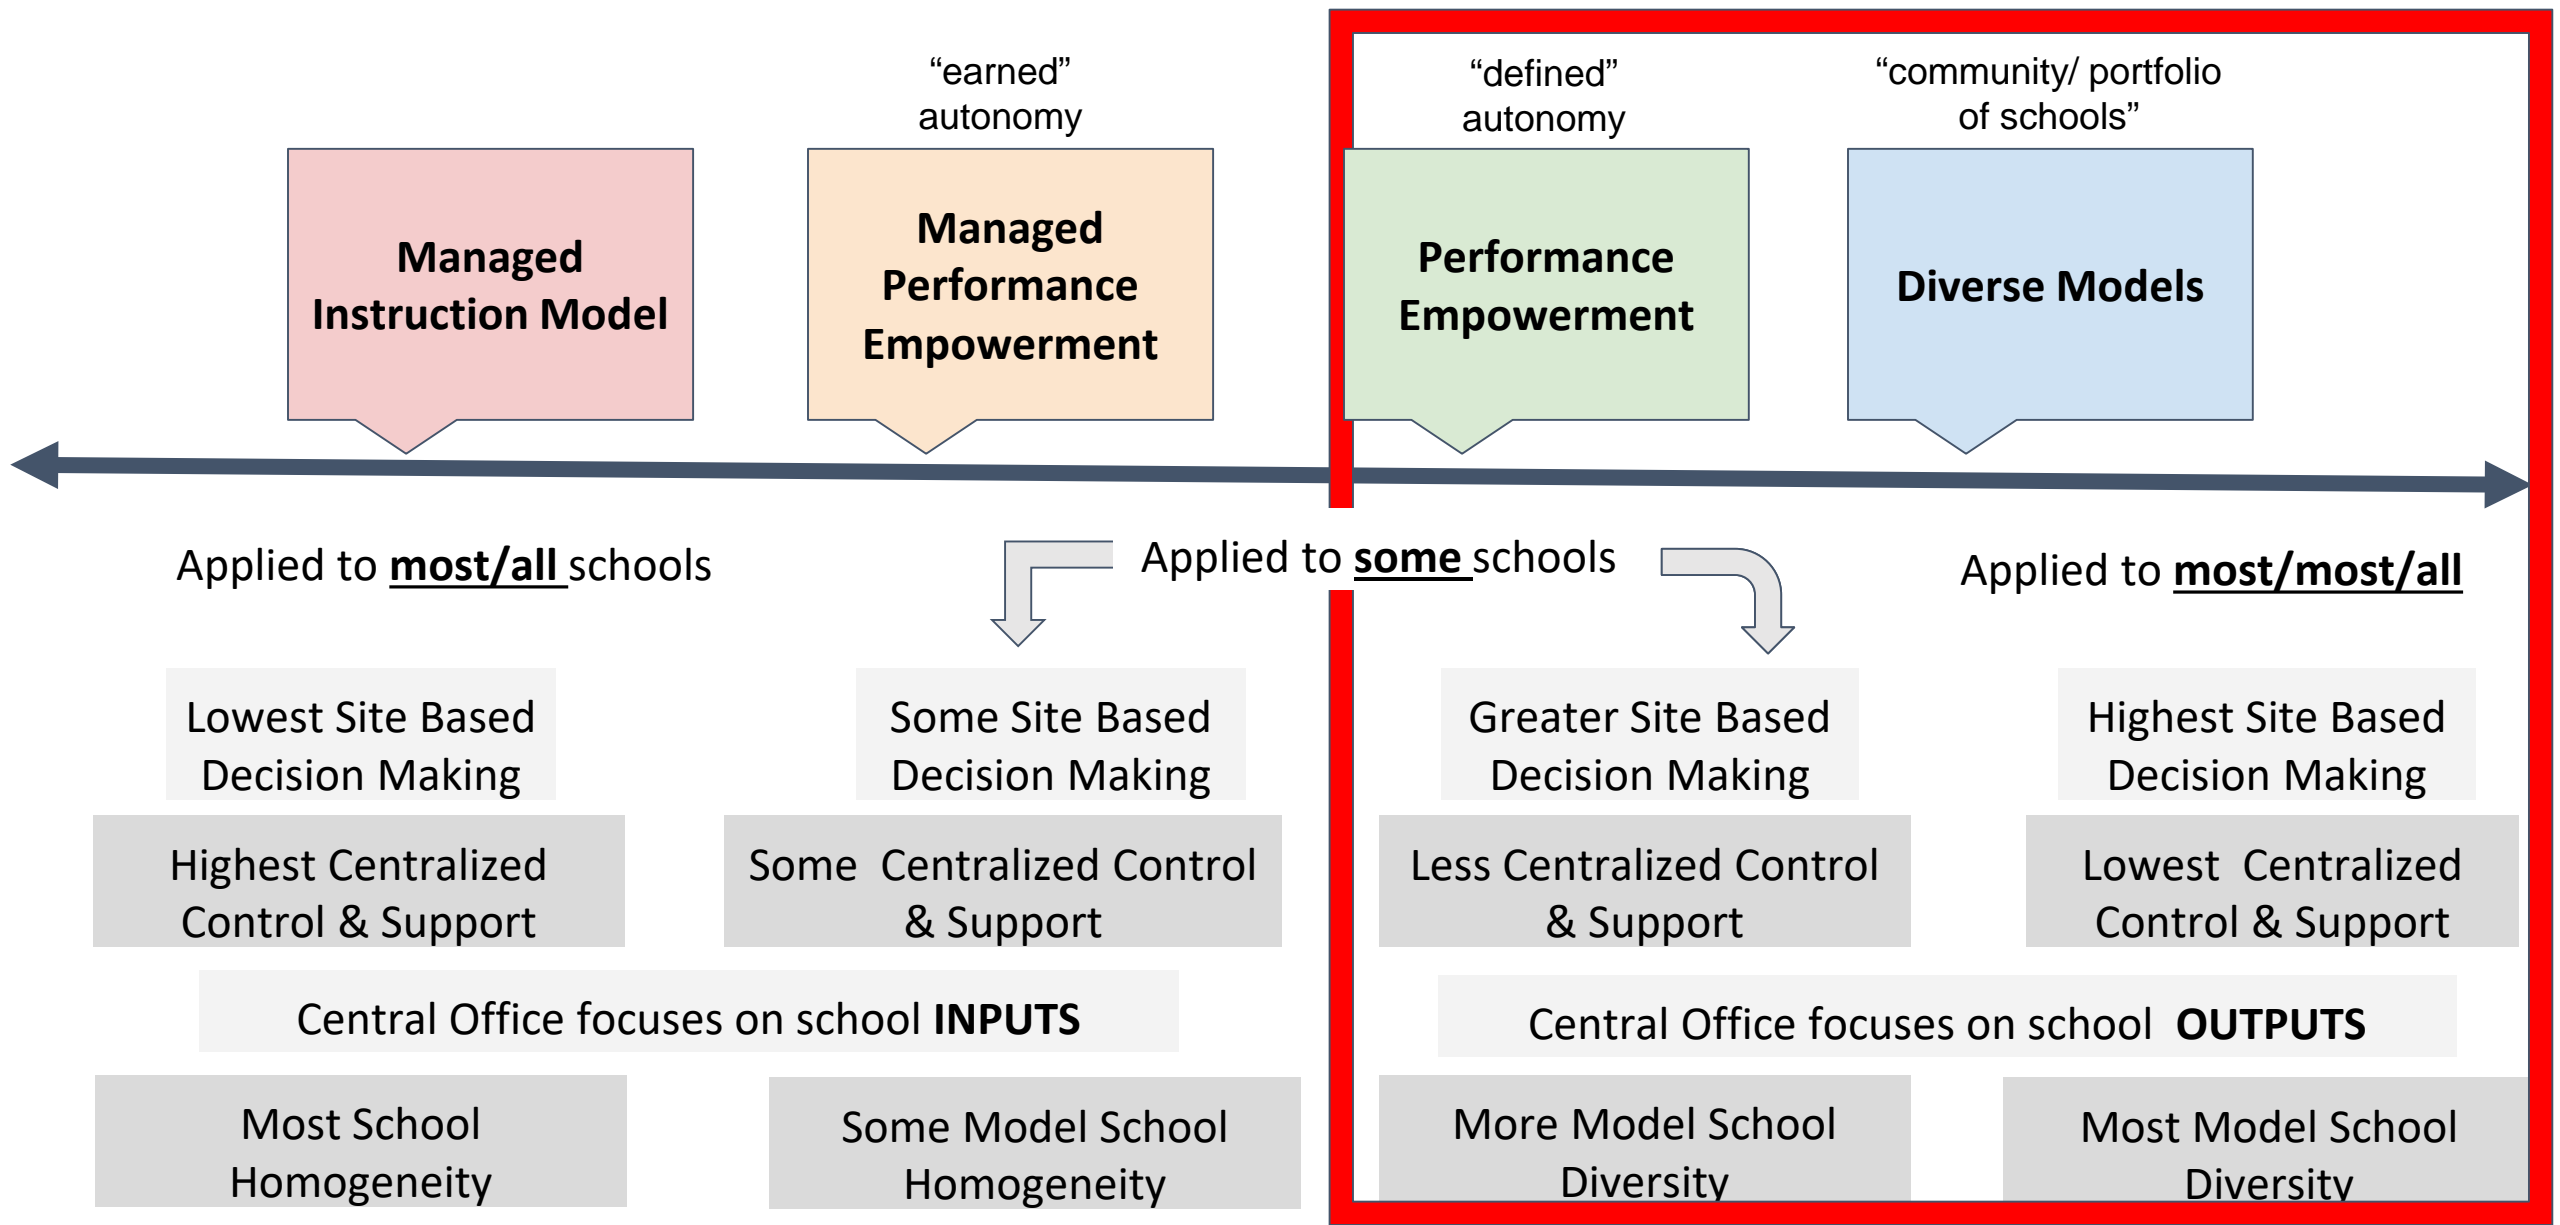 “earned”
autonomy
“defined”
autonomy
“community/ portfolio
of schools”
Managed
Instruction Model
Managed
Performance
Empowerment
Performance
Empowerment
Diverse Models
Applied to most/all schools
Applied to some schools
Applied to most/most/all
Lowest Site Based
Decision Making
Some Site Based
Decision Making
Greater Site Based
Decision Making
Highest Site Based
Decision Making
Highest Centralized
Control & Support
Some  Centralized Control
& Support
Less Centralized Control
& Support
Lowest  Centralized
Control & Support
Central Office focuses on school INPUTS
Central Office focuses on school  OUTPUTS
Most School
Homogeneity
Some Model School
Homogeneity
More Model School
Diversity
Most Model School
Diversity